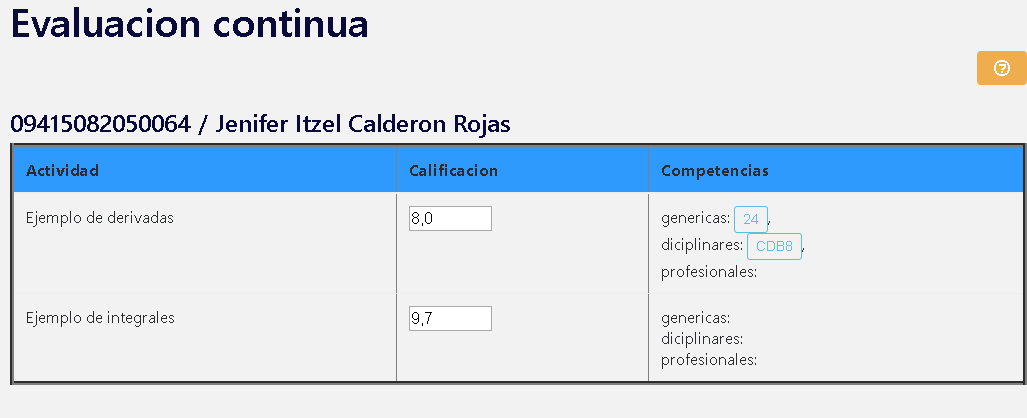 Evaluacion continua
09415082050064 / Jenifer Itzel Calderon Rojas
Actividad Calificacion Competencias
Ejemplo de derivadas 8,0 genericas: 24,
diciplinares: CDB8,
profesionales:
Ejemplo de integrales 9,7 genericas:
diciplinares:
profesionales: